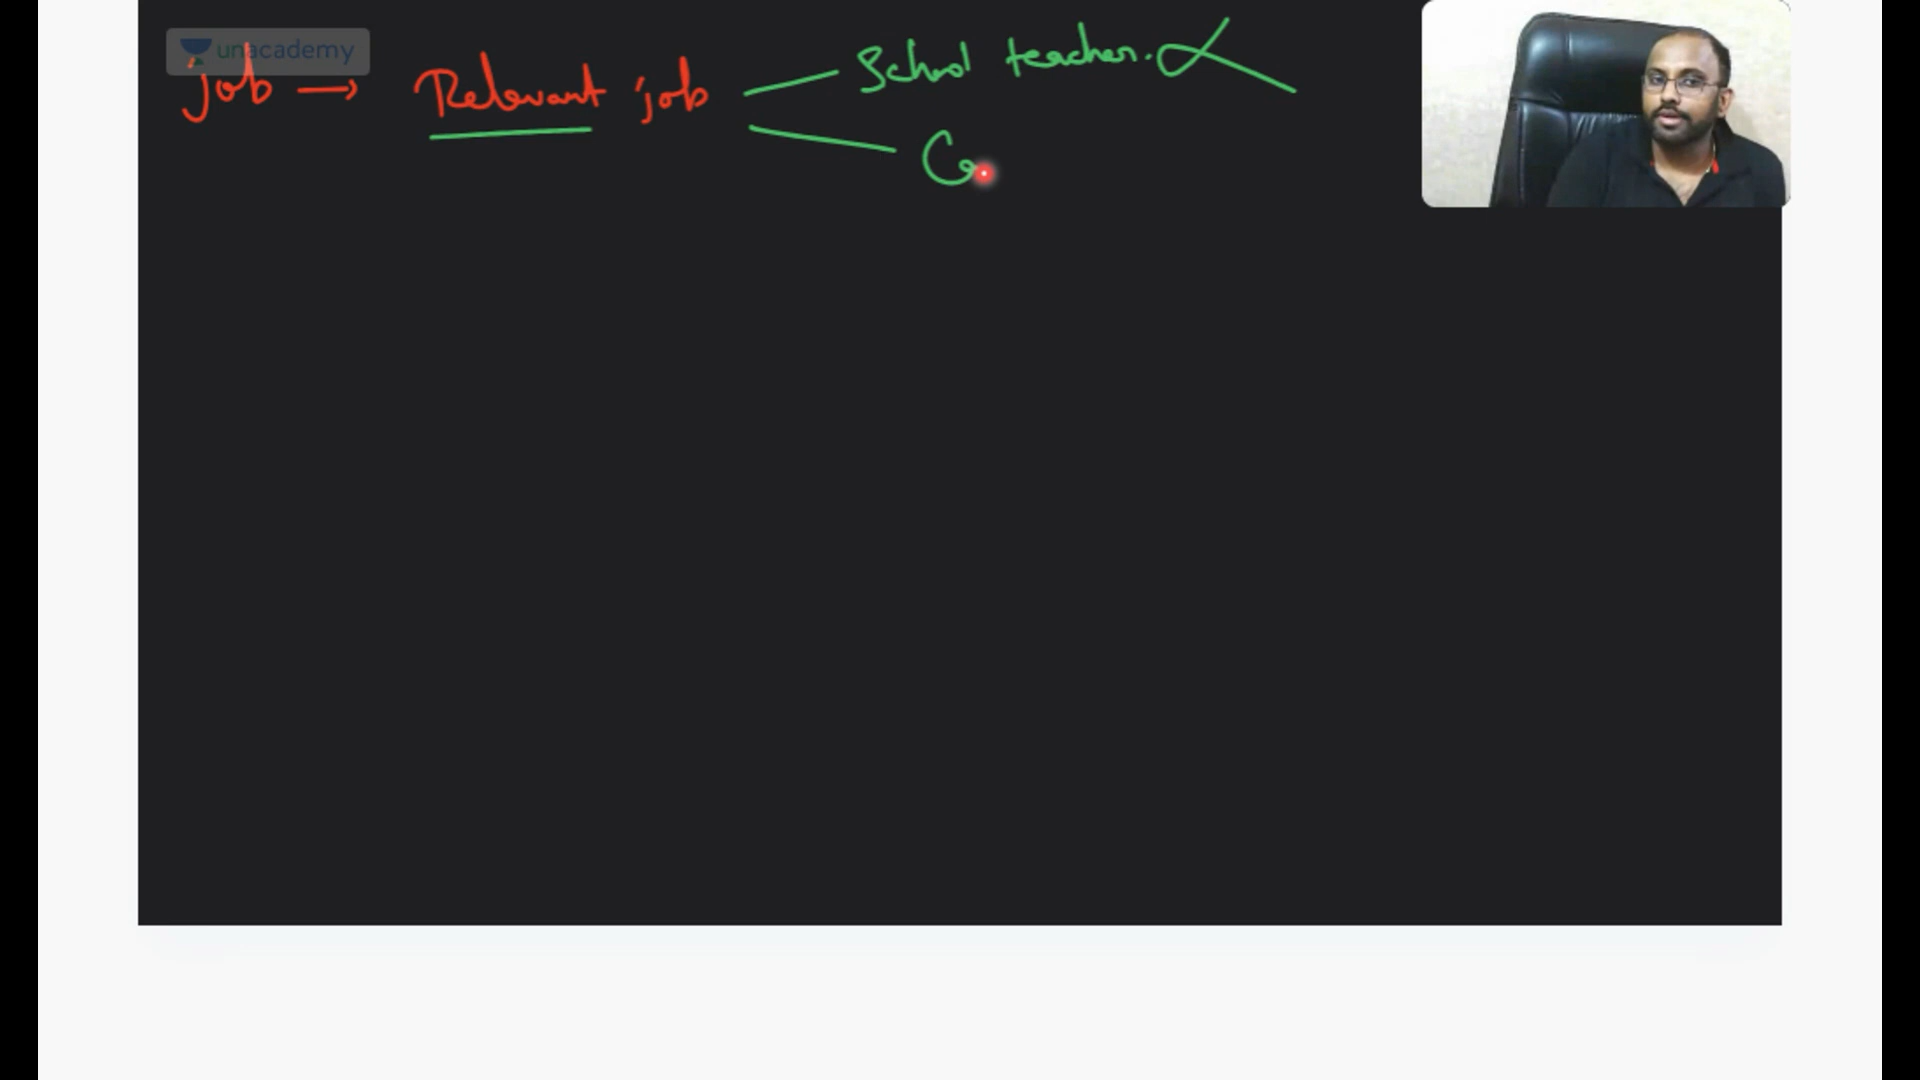 unacademy
job → Relevant job
School teacher.